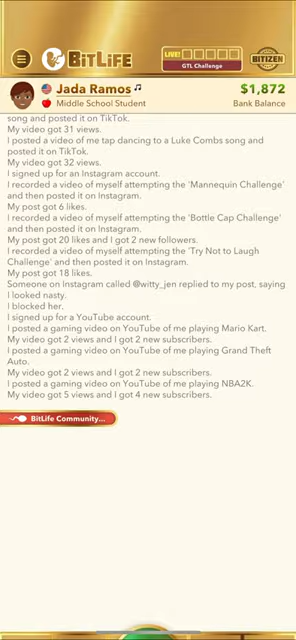 BitLife
LIVE!
GTL Challenge
BITIZEN
Jada Ramos
$1,872
Middle School Student
Bank Balance
song and posted it on TikTok.
My video got 31 views.
I posted a video of me tap dancing to a Luke Combs song and
posted it on TikTok.
My video got 32 views.
I signed up for an Instagram account.
I recorded a video of myself attempting the 'Mannequin Challenge'
and then posted it on Instagram.
My post got 6 likes.
I recorded a video of myself attempting the 'Bottle Cap Challenge'
and then posted it on Instagram.
My post got 20 likes and I got 2 new followers.
I recorded a video of myself attempting the 'Try Not to Laugh
Challenge' and then posted it on Instagram.
My post got 18 likes.
Someone on Instagram called @witty_jen replied to my post, saying
I looked nasty.
I blocked her.
I signed up for a YouTube account.
I posted a gaming video on YouTube of me playing Mario Kart.
My video got 2 views and I got 2 new subscribers.
I posted a gaming video on YouTube of me playing Grand Theft
Auto.
My video got 2 views and I got 2 new subscribers.
I posted a gaming video on YouTube of me playing NBA2K.
My video got 5 views and I got 4 new subscribers.
BitLife Community...